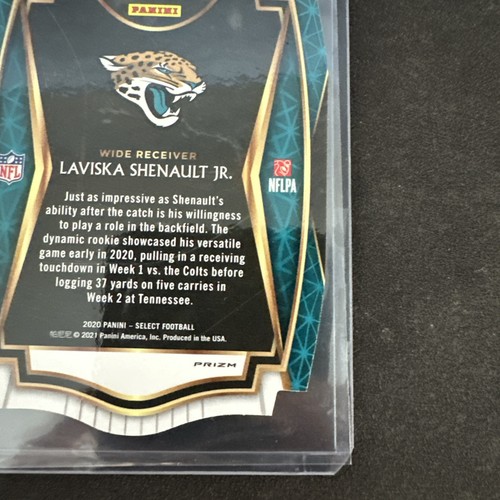 PANINI
WIDE RECEIVER
LAVISKA SHENAULT JR.
NFL
NFLPA
Just as impressive as Shenault's
ability after the catch is his willingness
to play a role in the backfield. The
dynamic rookie showcased his versatile
game early in 2020, pulling in a receiving
touchdown in Week 1 vs. the Colts before
logging 37 yards on five carries in
Week 2 at Tennessee.
2020 PANINI – SELECT FOOTBALL
© 2021 Panini America, Inc. Produced in the USA.
PRIZM